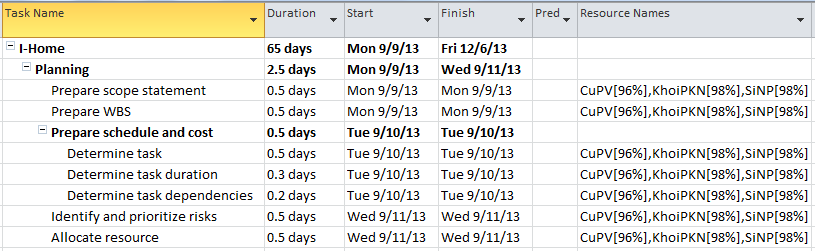 Task Name Duration Start Finish Pred Resource Names
I-Home 65 days Mon 9/9/13 Fri 12/6/13
Planning 2.5 days Mon 9/9/13 Wed 9/11/13
Prepare scope statement 0.5 days Mon 9/9/13 Mon 9/9/13 CuPV[96%],KhoiPKN[98%],SiNP[98%]
Prepare WBS 0.5 days Mon 9/9/13 Mon 9/9/13 CuPV[96%],KhoiPKN[98%],SiNP[98%]
Prepare schedule and cost 0.5 days Tue 9/10/13 Tue 9/10/13
Determine task 0.5 days Tue 9/10/13 Tue 9/10/13 CuPV[96%],KhoiPKN[98%],SiNP[98%]
Determine task duration 0.3 days Tue 9/10/13 Tue 9/10/13 CuPV[96%],KhoiPKN[98%],SiNP[98%]
Determine task dependencies 0.2 days Tue 9/10/13 Tue 9/10/13 CuPV[96%],KhoiPKN[98%],SiNP[98%]
Identify and prioritize risks 0.5 days Wed 9/11/13 Wed 9/11/13 CuPV[96%],KhoiPKN[98%],SiNP[98%]
Allocate resource 0.5 days Wed 9/11/13 Wed 9/11/13 CuPV[96%],KhoiPKN[98%],SiNP[98%]